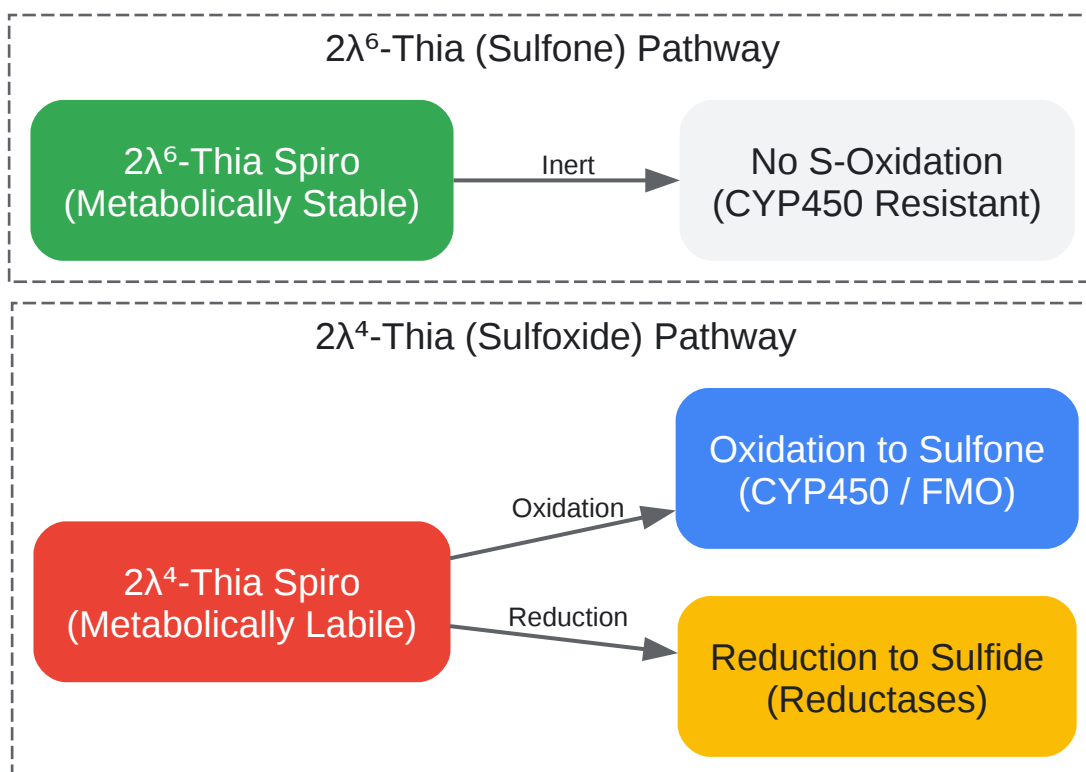 2λ⁶-Thia (Sulfone) Pathway
2λ⁶-Thia Spiro
(Metabolically Stable)
Inert
No S-Oxidation
(CYP450 Resistant)
2λ⁴-Thia (Sulfoxide) Pathway
2λ⁴-Thia Spiro
(Metabolically Labile)
Oxidation
Oxidation to Sulfone
(CYP450 / FMO)
Reduction
Reduction to Sulfide
(Reductases)